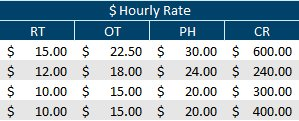 $ Hourly Rate
RT OT PH CR
$ 15.00 $ 22.50 $ 30.00 $ 600.00
$ 12.00 $ 18.00 $ 24.00 $ 240.00
$ 10.00 $ 15.00 $ 20.00 $ 300.00
$ 10.00 $ 15.00 $ 20.00 $ 400.00